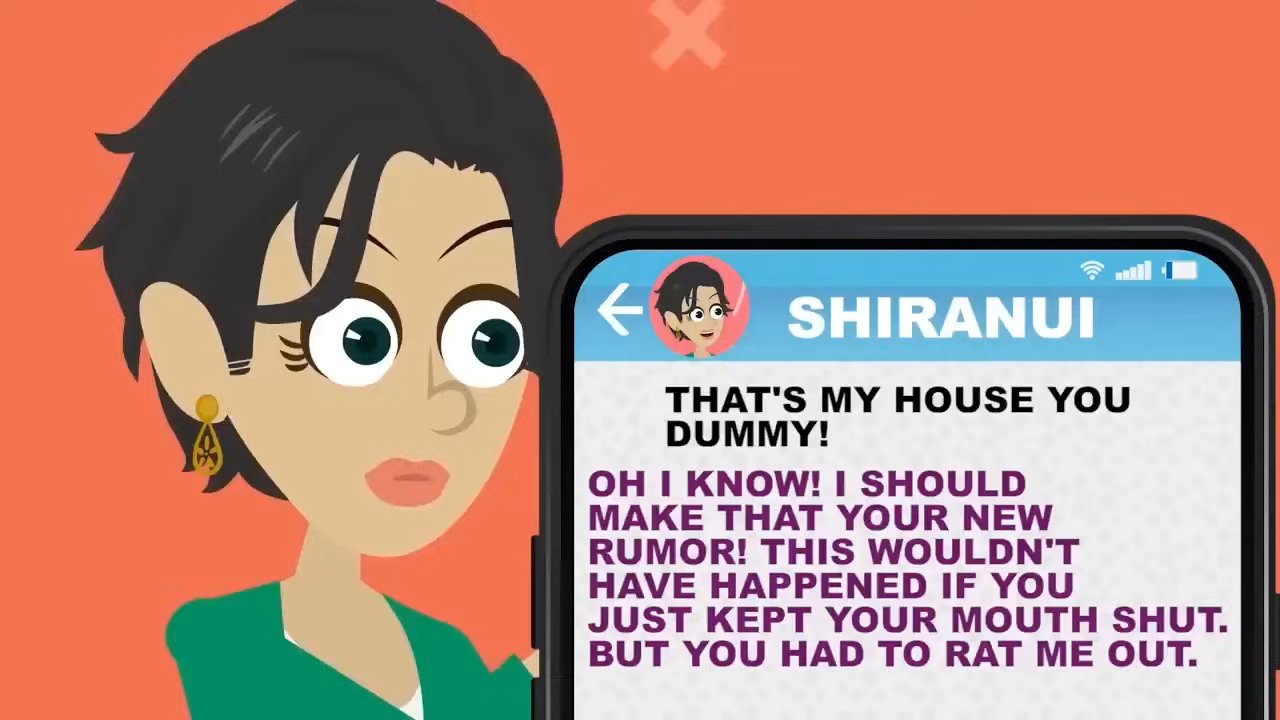 SHIRANUI
THAT'S MY HOUSE YOU
DUMMY!
OH I KNOW! I SHOULD
MAKE THAT YOUR NEW
RUMOR! THIS WOULDN'T
HAVE HAPPENED IF YOU
JUST KEPT YOUR MOUTH SHUT.
BUT YOU HAD TO RAT ME OUT.